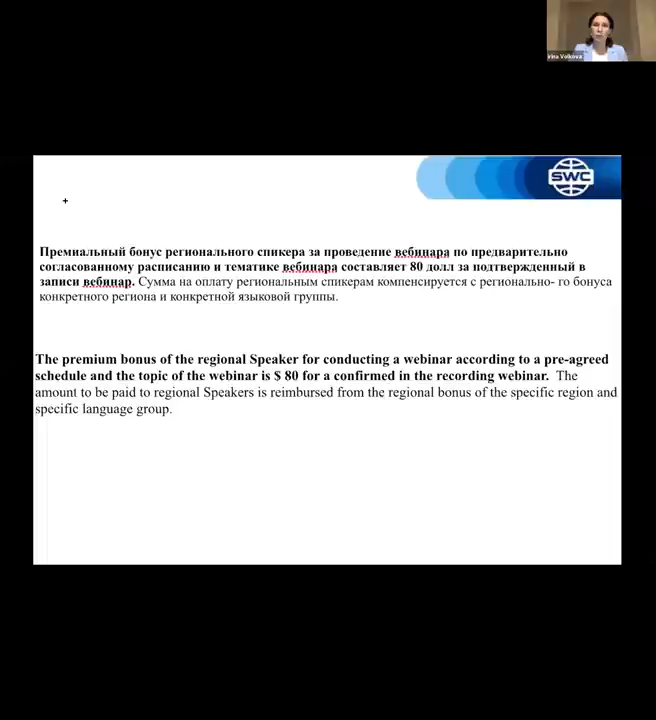 Irina Volkova
SWC
Премиальный бонус регионального спикера за проведение вебинара по предварительно
согласованному расписанию и тематике вебинара составляет 80 долл за подтвержденный в
записи вебинар. Сумма на оплату региональным спикерам компенсируется с регионально- го бонуса
конкретного региона и конкретной языковой группы.
The premium bonus of the regional Speaker for conducting a webinar according to a pre-agreed
schedule and the topic of the webinar is $ 80 for a confirmed in the recording webinar. The
amount to be paid to regional Speakers is reimbursed from the regional bonus of the specific region and
specific language group.